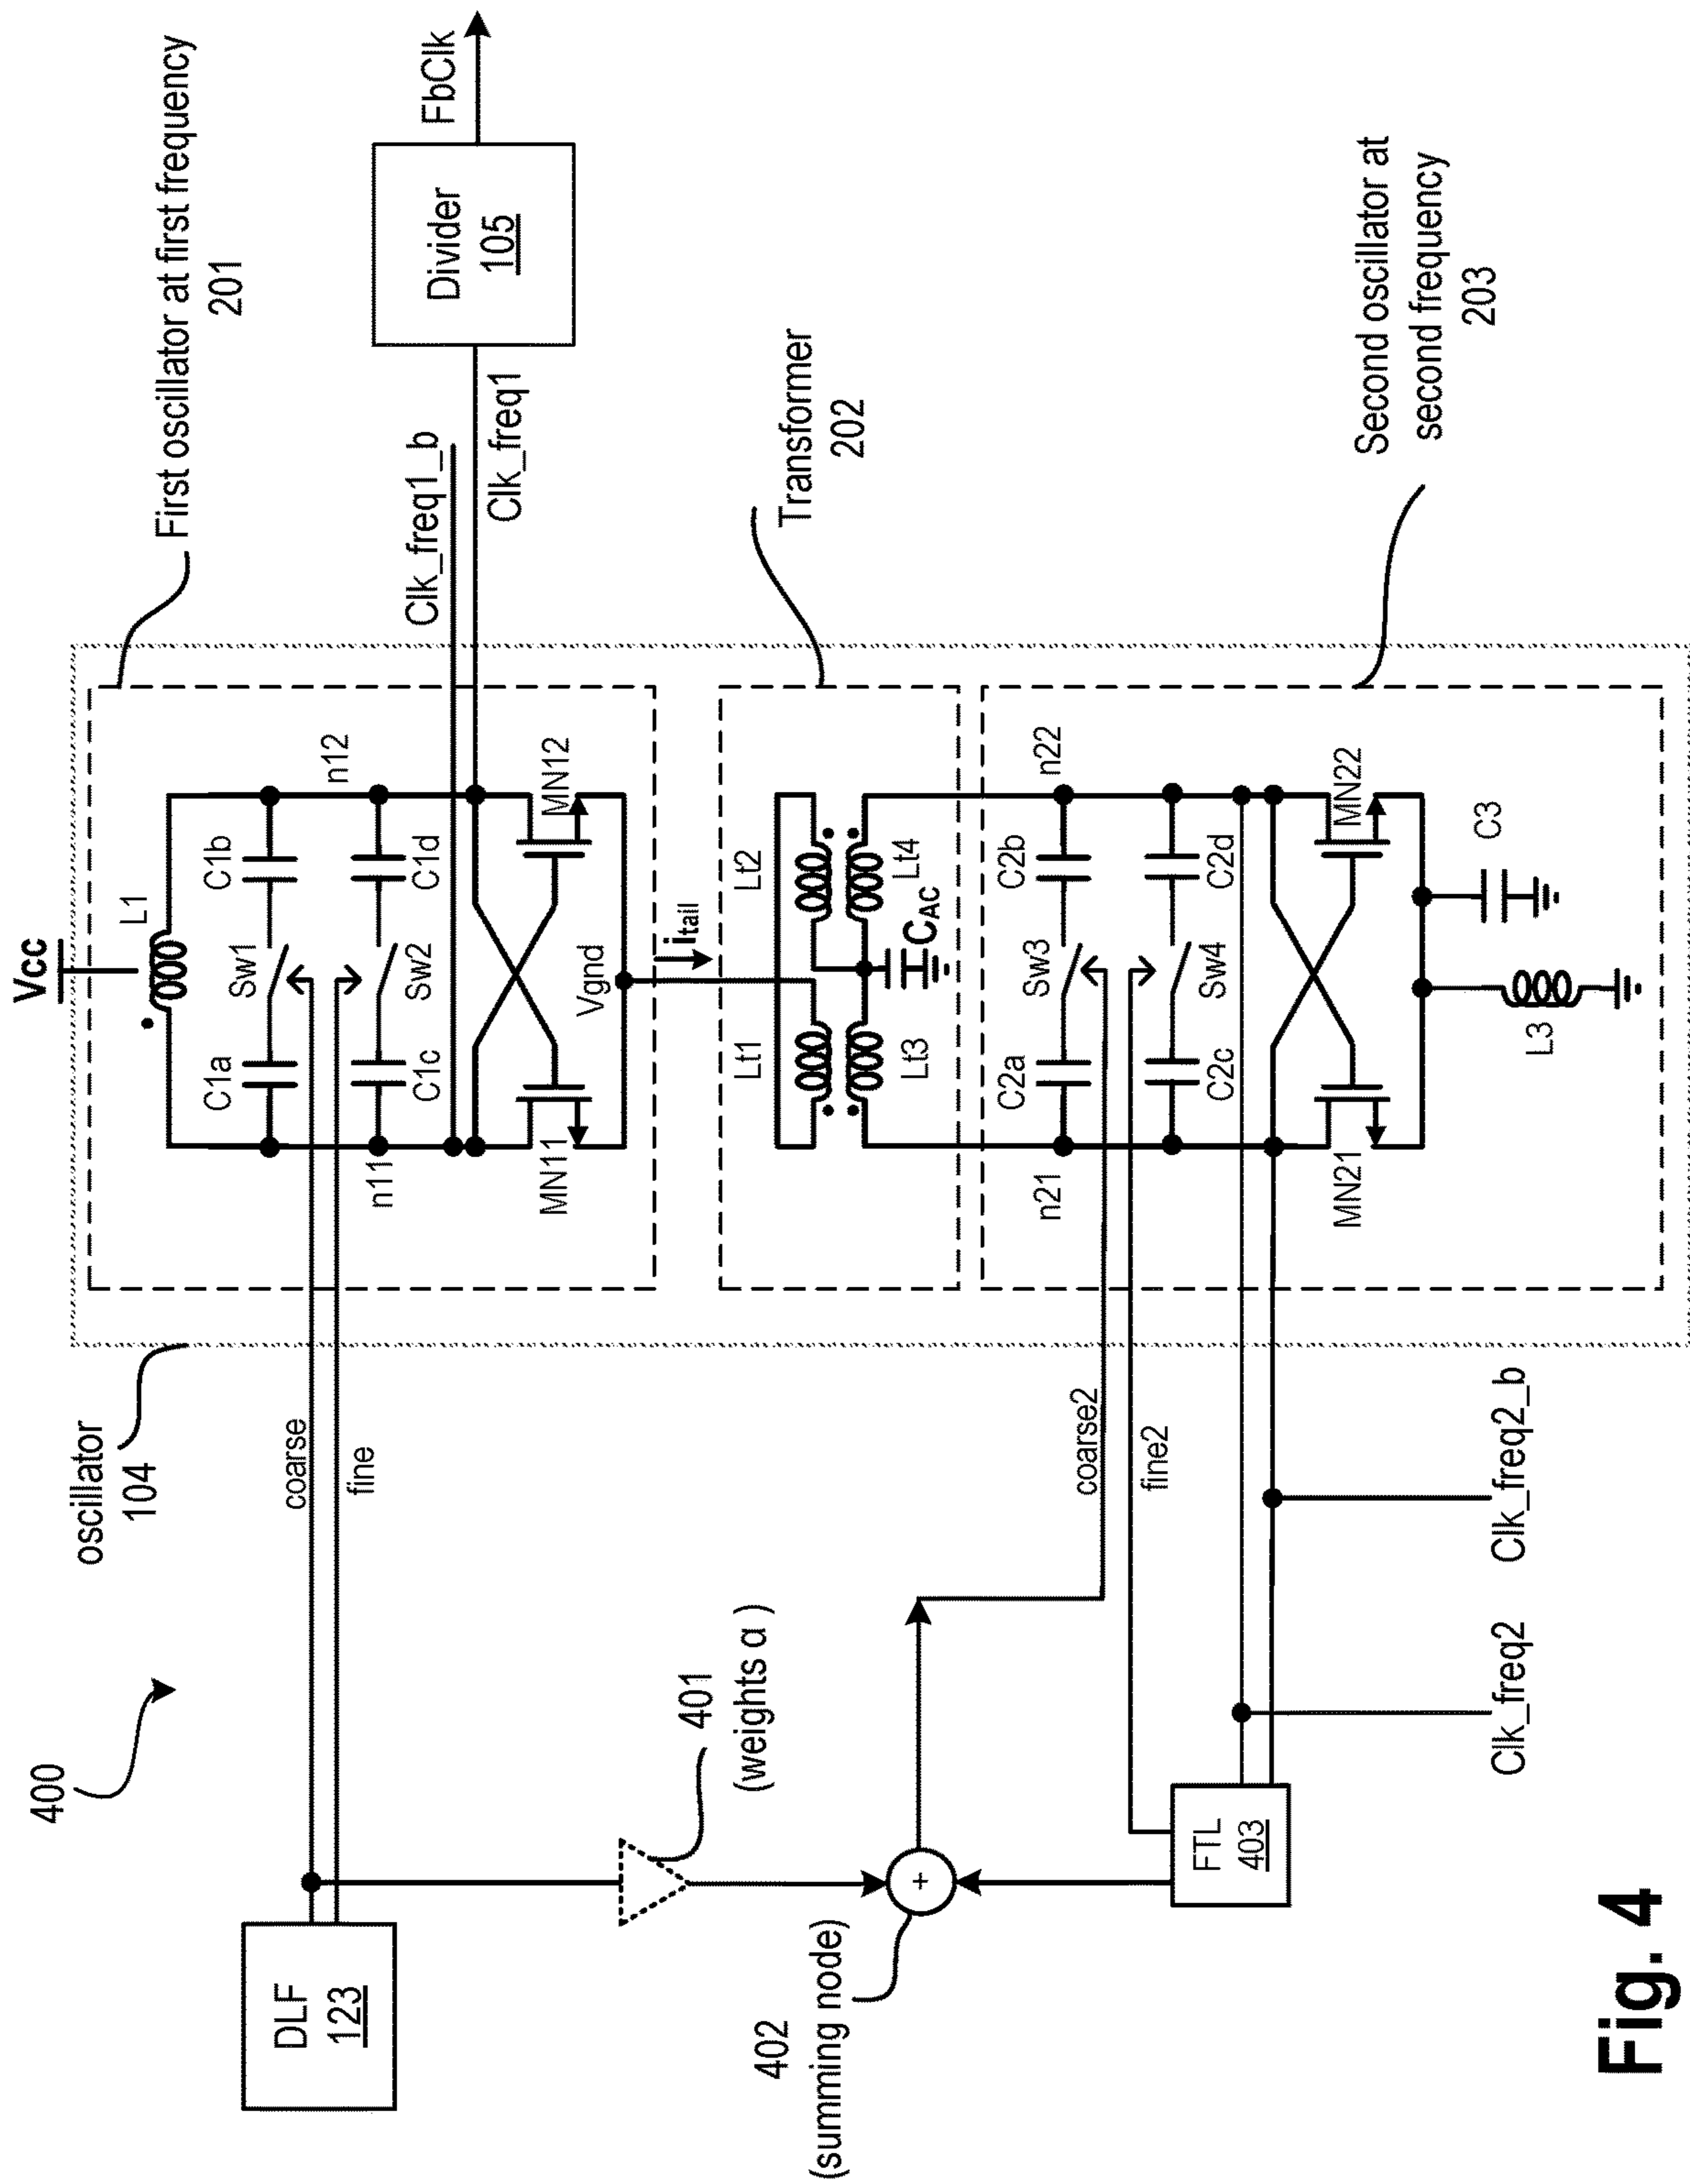 400
oscillator
104
Vcc
First oscillator at first frequency
201
L1
C1a
Sw1
C1b
coarse
fine
n11
n12
C1c
Sw2
C1d
Clk_freq1_b
Clk_freq1
Divider
105
FbClk
DLF
123
MN11
MN12
Vgnd
itail
Transformer
202
Lt1
Lt2
Lt3
Lt4
CAC
401
(weights α )
402
(summing node)
+
n21
n22
C2a
Sw3
C2b
coarse2
fine2
C2c
Sw4
C2d
Second oscillator at
second frequency
203
FTL
403
MN21
MN22
L3
C3
Clk_freq2
Clk_freq2_b
Fig. 4